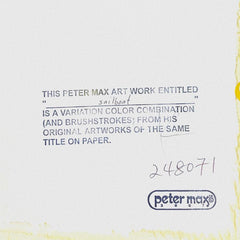 THIS PETER MAX ART WORK ENTITLED
"sailboat"
IS A VARIATION COLOR COMBINATION
(AND BRUSHSTROKES) FROM HIS
ORIGINAL ARTWORKS OF THE SAME
TITLE ON PAPER.
248071
peter max®